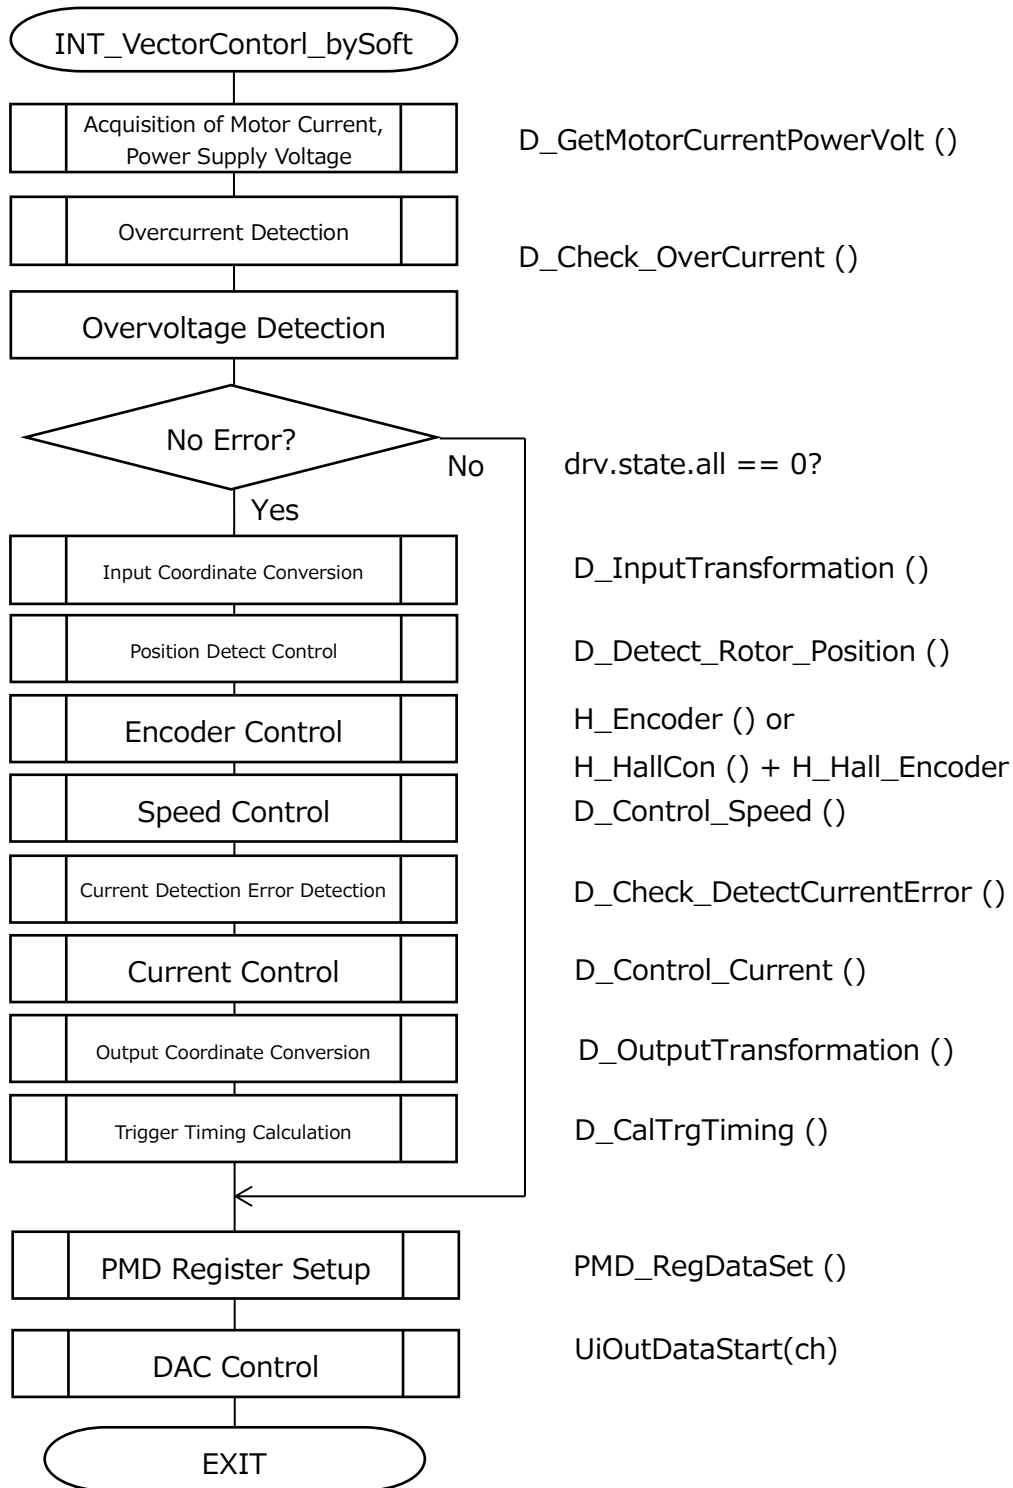 INT_VectorContorl_bySoft
Acquisition of Motor Current,
Power Supply Voltage
D_GetMotorCurrentPowerVolt ()
Overcurrent Detection
D_Check_OverCurrent ()
Overvoltage Detection
No Error?
No
drv.state.all == 0?
Yes
Input Coordinate Conversion
D_InputTransformation ()
Position Detect Control
D_Detect_Rotor_Position ()
Encoder Control
H_Encoder () or
H_HallCon () + H_Hall_Encoder
Speed Control
D_Control_Speed ()
Current Detection Error Detection
D_Check_DetectCurrentError ()
Current Control
D_Control_Current ()
Output Coordinate Conversion
D_OutputTransformation ()
Trigger Timing Calculation
D_CalTrgTiming ()
PMD Register Setup
PMD_RegDataSet ()
DAC Control
UiOutDataStart(ch)
EXIT